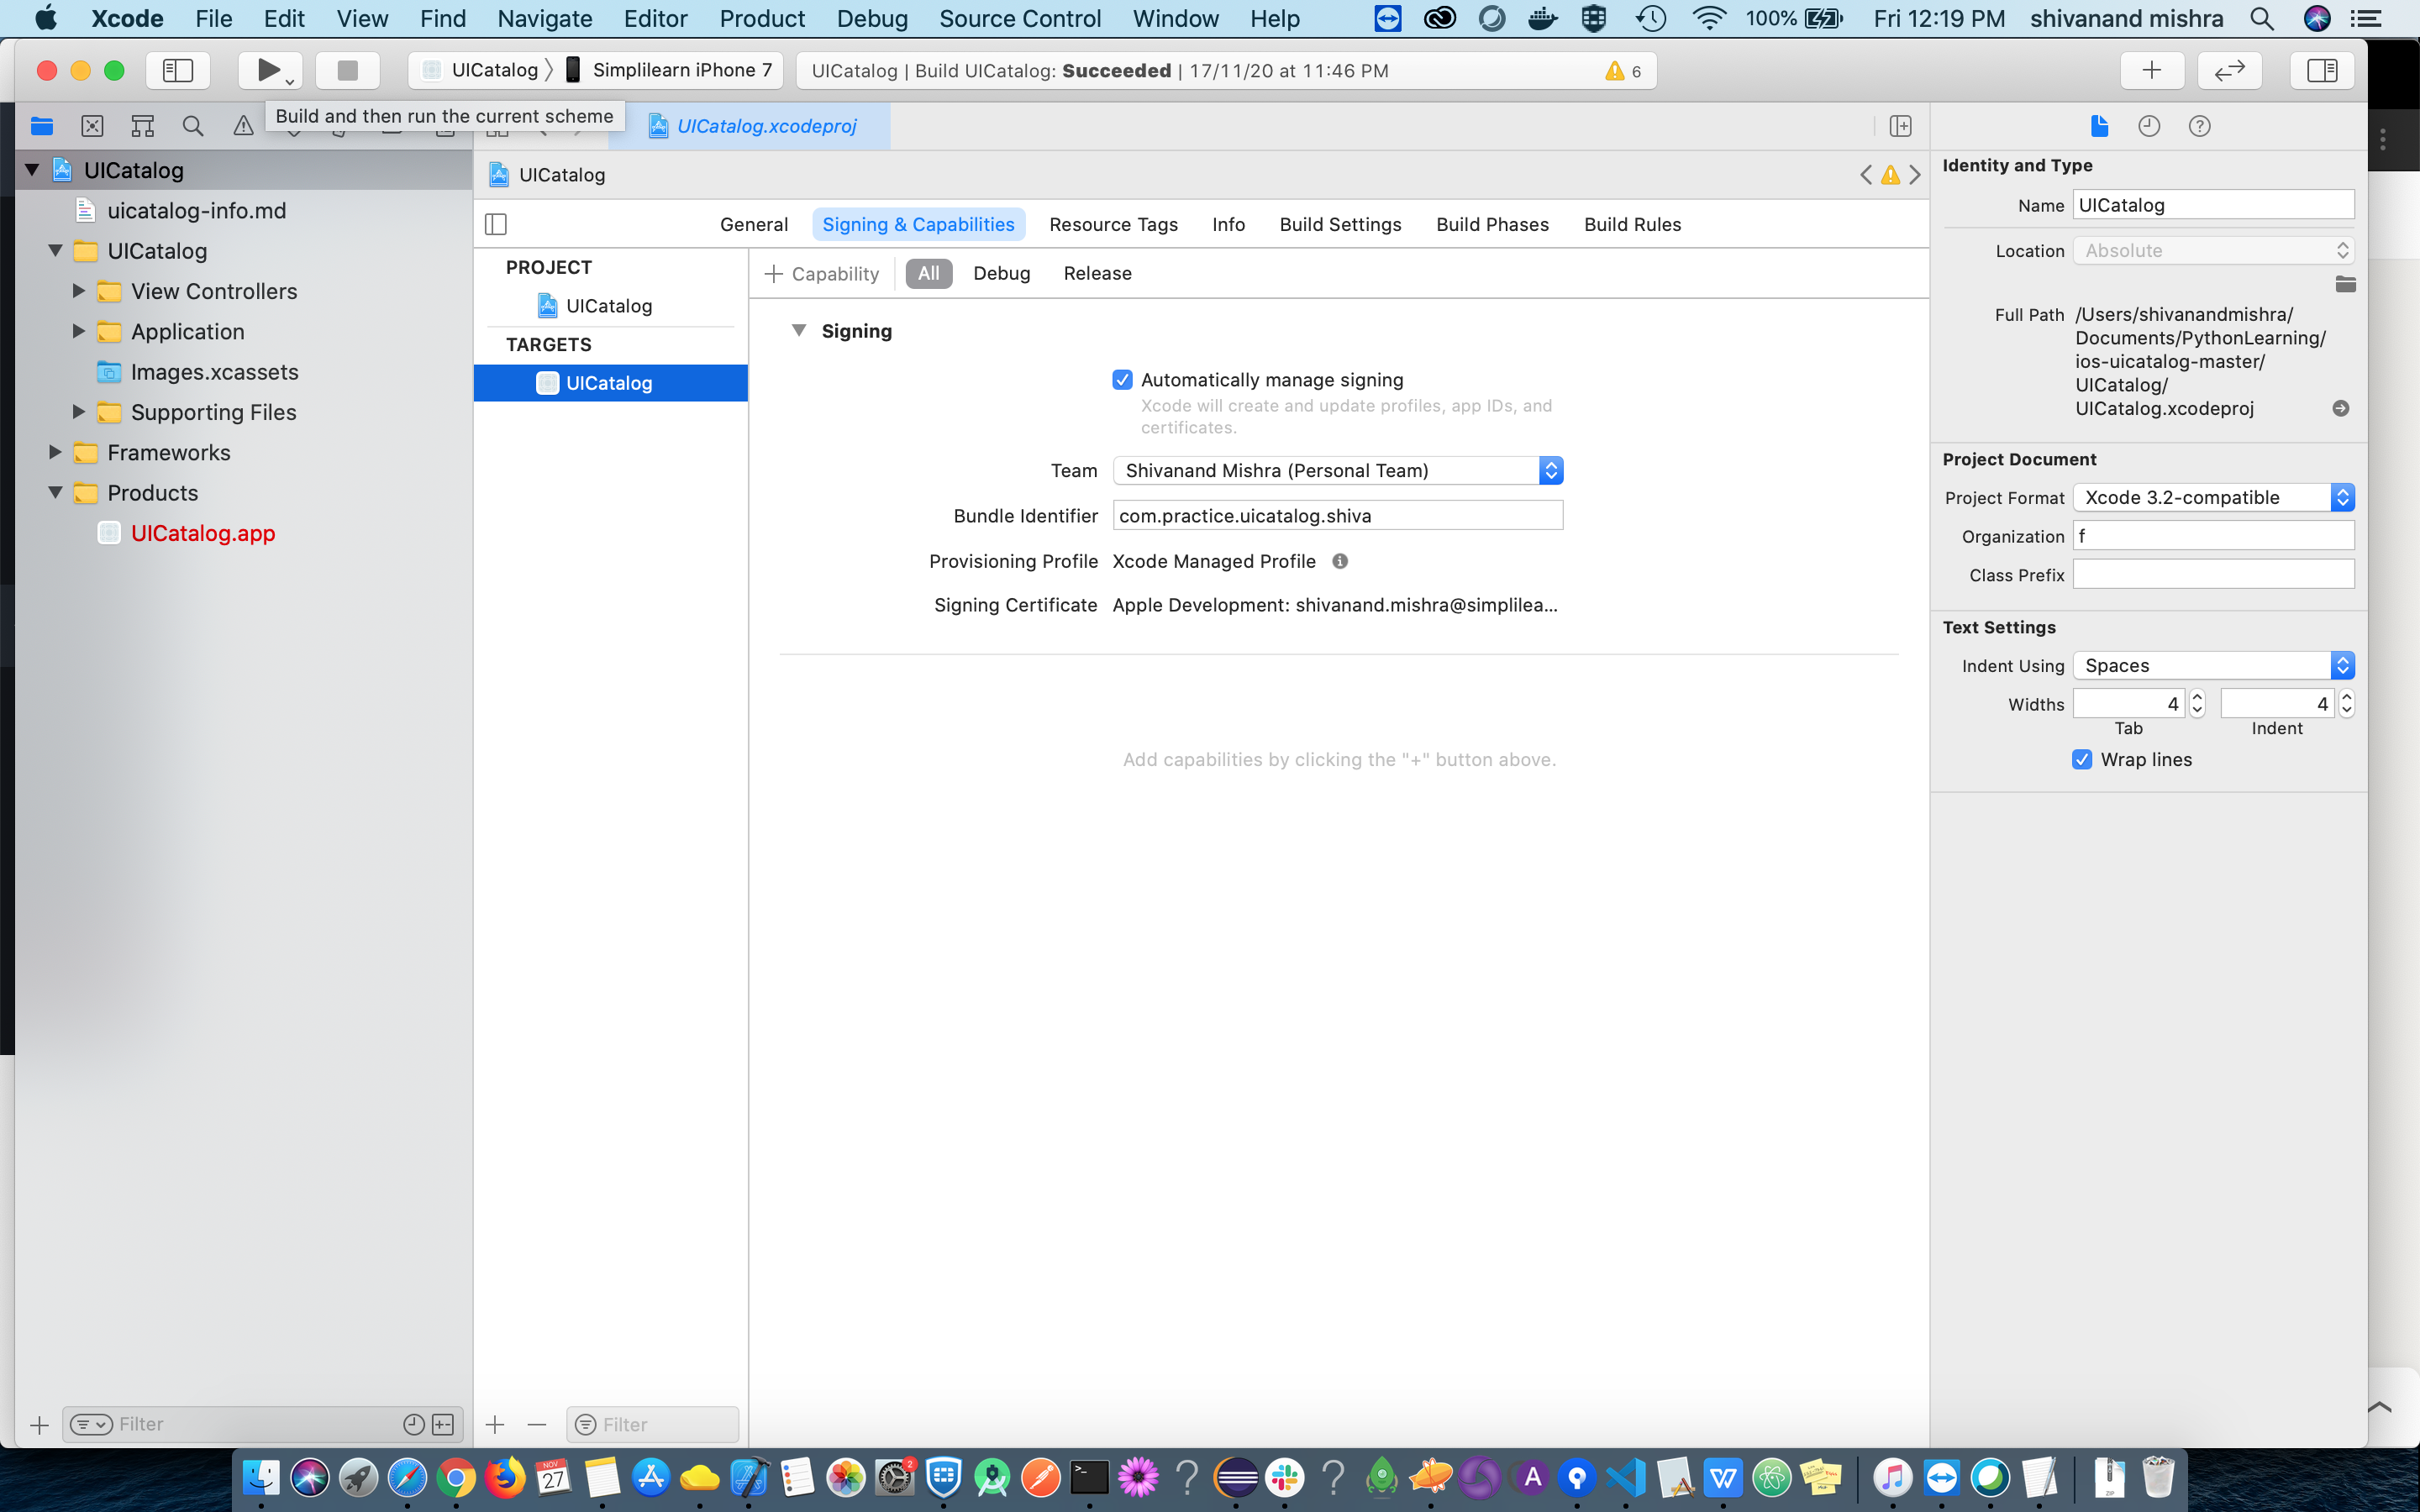 Xcode File Edit View Find Navigate Editor Product Debug Source Control Window Help 100% Fri 12:19 PM shivanand mishra
UICatalog Simplilearn iPhone 7 UICatalog | Build UICatalog: Succeeded | 17/11/20 at 11:46 PM 6
Build and then run the current scheme
UICatalog.xcodeproj
UICatalog
uicatalog-info.md
UICatalog
View Controllers
Application
Images.xcassets
Supporting Files
Frameworks
Products
UICatalog.app
Filter
UICatalog
General Signing & Capabilities Resource Tags Info Build Settings Build Phases Build Rules
PROJECT
UICatalog
TARGETS
UICatalog
Filter
Capability All Debug Release
Signing
Automatically manage signing
Xcode will create and update profiles, app IDs, and
certificates.
Team Shivanand Mishra (Personal Team)
Bundle Identifier com.practice.uicatalog.shiva
Provisioning Profile Xcode Managed Profile
Signing Certificate Apple Development: shivanand.mishra@simplilea...
Add capabilities by clicking the "+" button above.
Identity and Type
Name UICatalog
Location Absolute
Full Path /Users/shivanandmishra/
Documents/PythonLearning/
ios-uicatalog-master/
UICatalog/
UICatalog.xcodeproj
Project Document
Project Format Xcode 3.2-compatible
Organization f
Class Prefix
Text Settings
Indent Using Spaces
Widths 4 4
Tab Indent
Wrap lines
NOV
27
2
ZIP